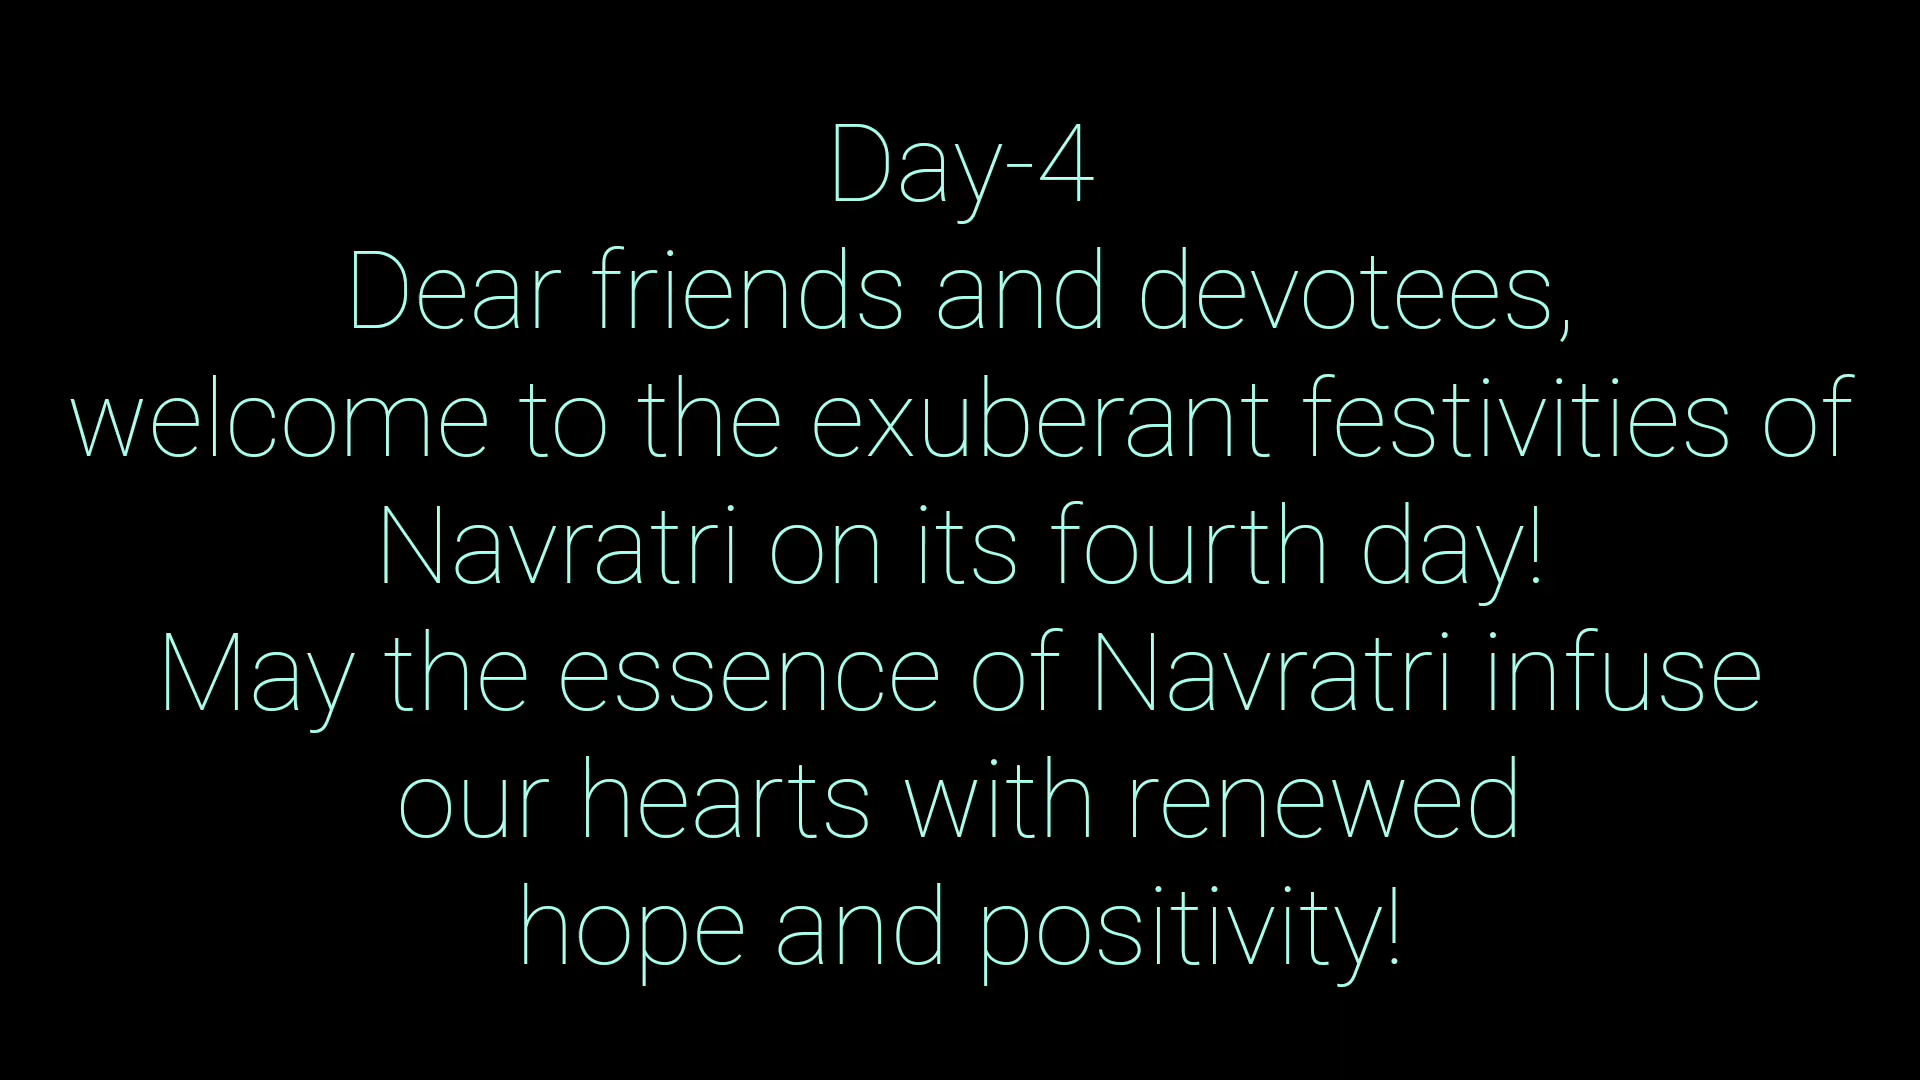 Day-4
Dear friends and devotees,
welcome to the exuberant festivities of
Navratri on its fourth day!
May the essence of Navratri infuse
our hearts with renewed
hope and positivity!